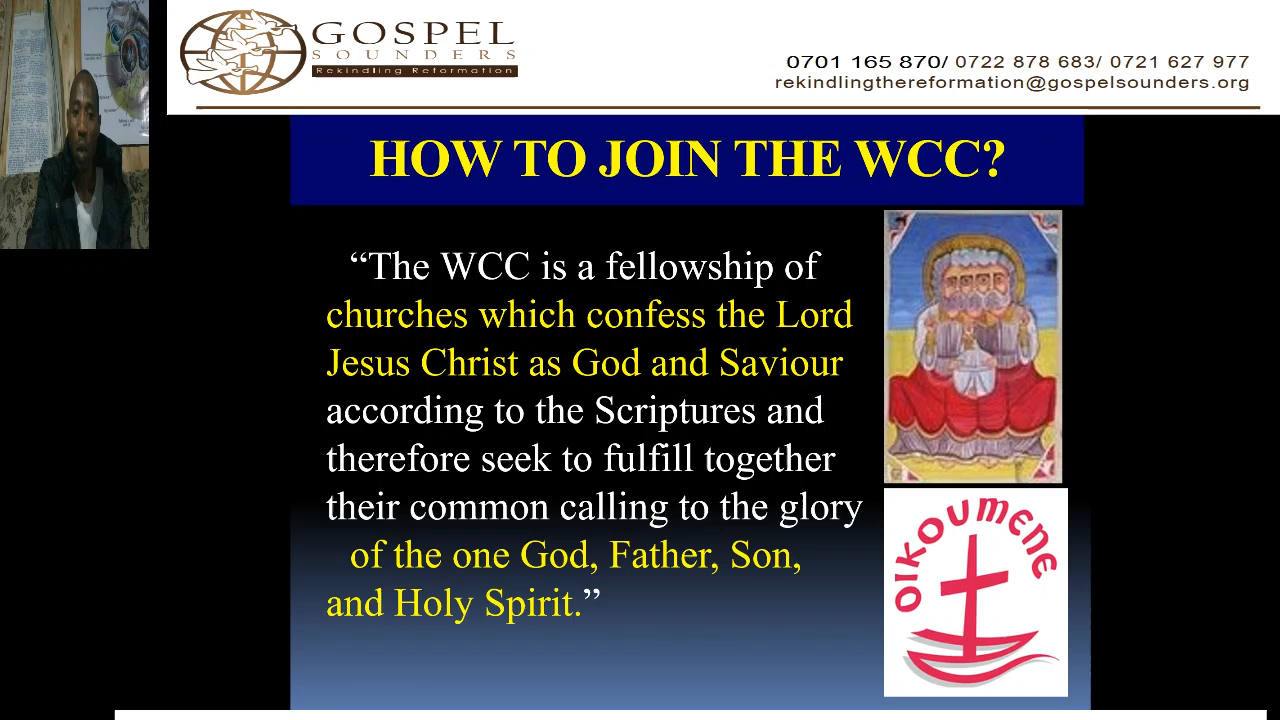 GOSPEL
SOUNDERS
Rekindling Reformation
0701 165 870/ 0722 878 683/ 0721 627 977
rekindlingthereformation@gospelsounders.org
HOW TO JOIN THE WCC?
“The WCC is a fellowship of
churches which confess the Lord
Jesus Christ as God and Saviour
according to the Scriptures and
therefore seek to fulfill together
their common calling to the glory
of the one God, Father, Son,
and Holy Spirit.”
OIKOUMENE